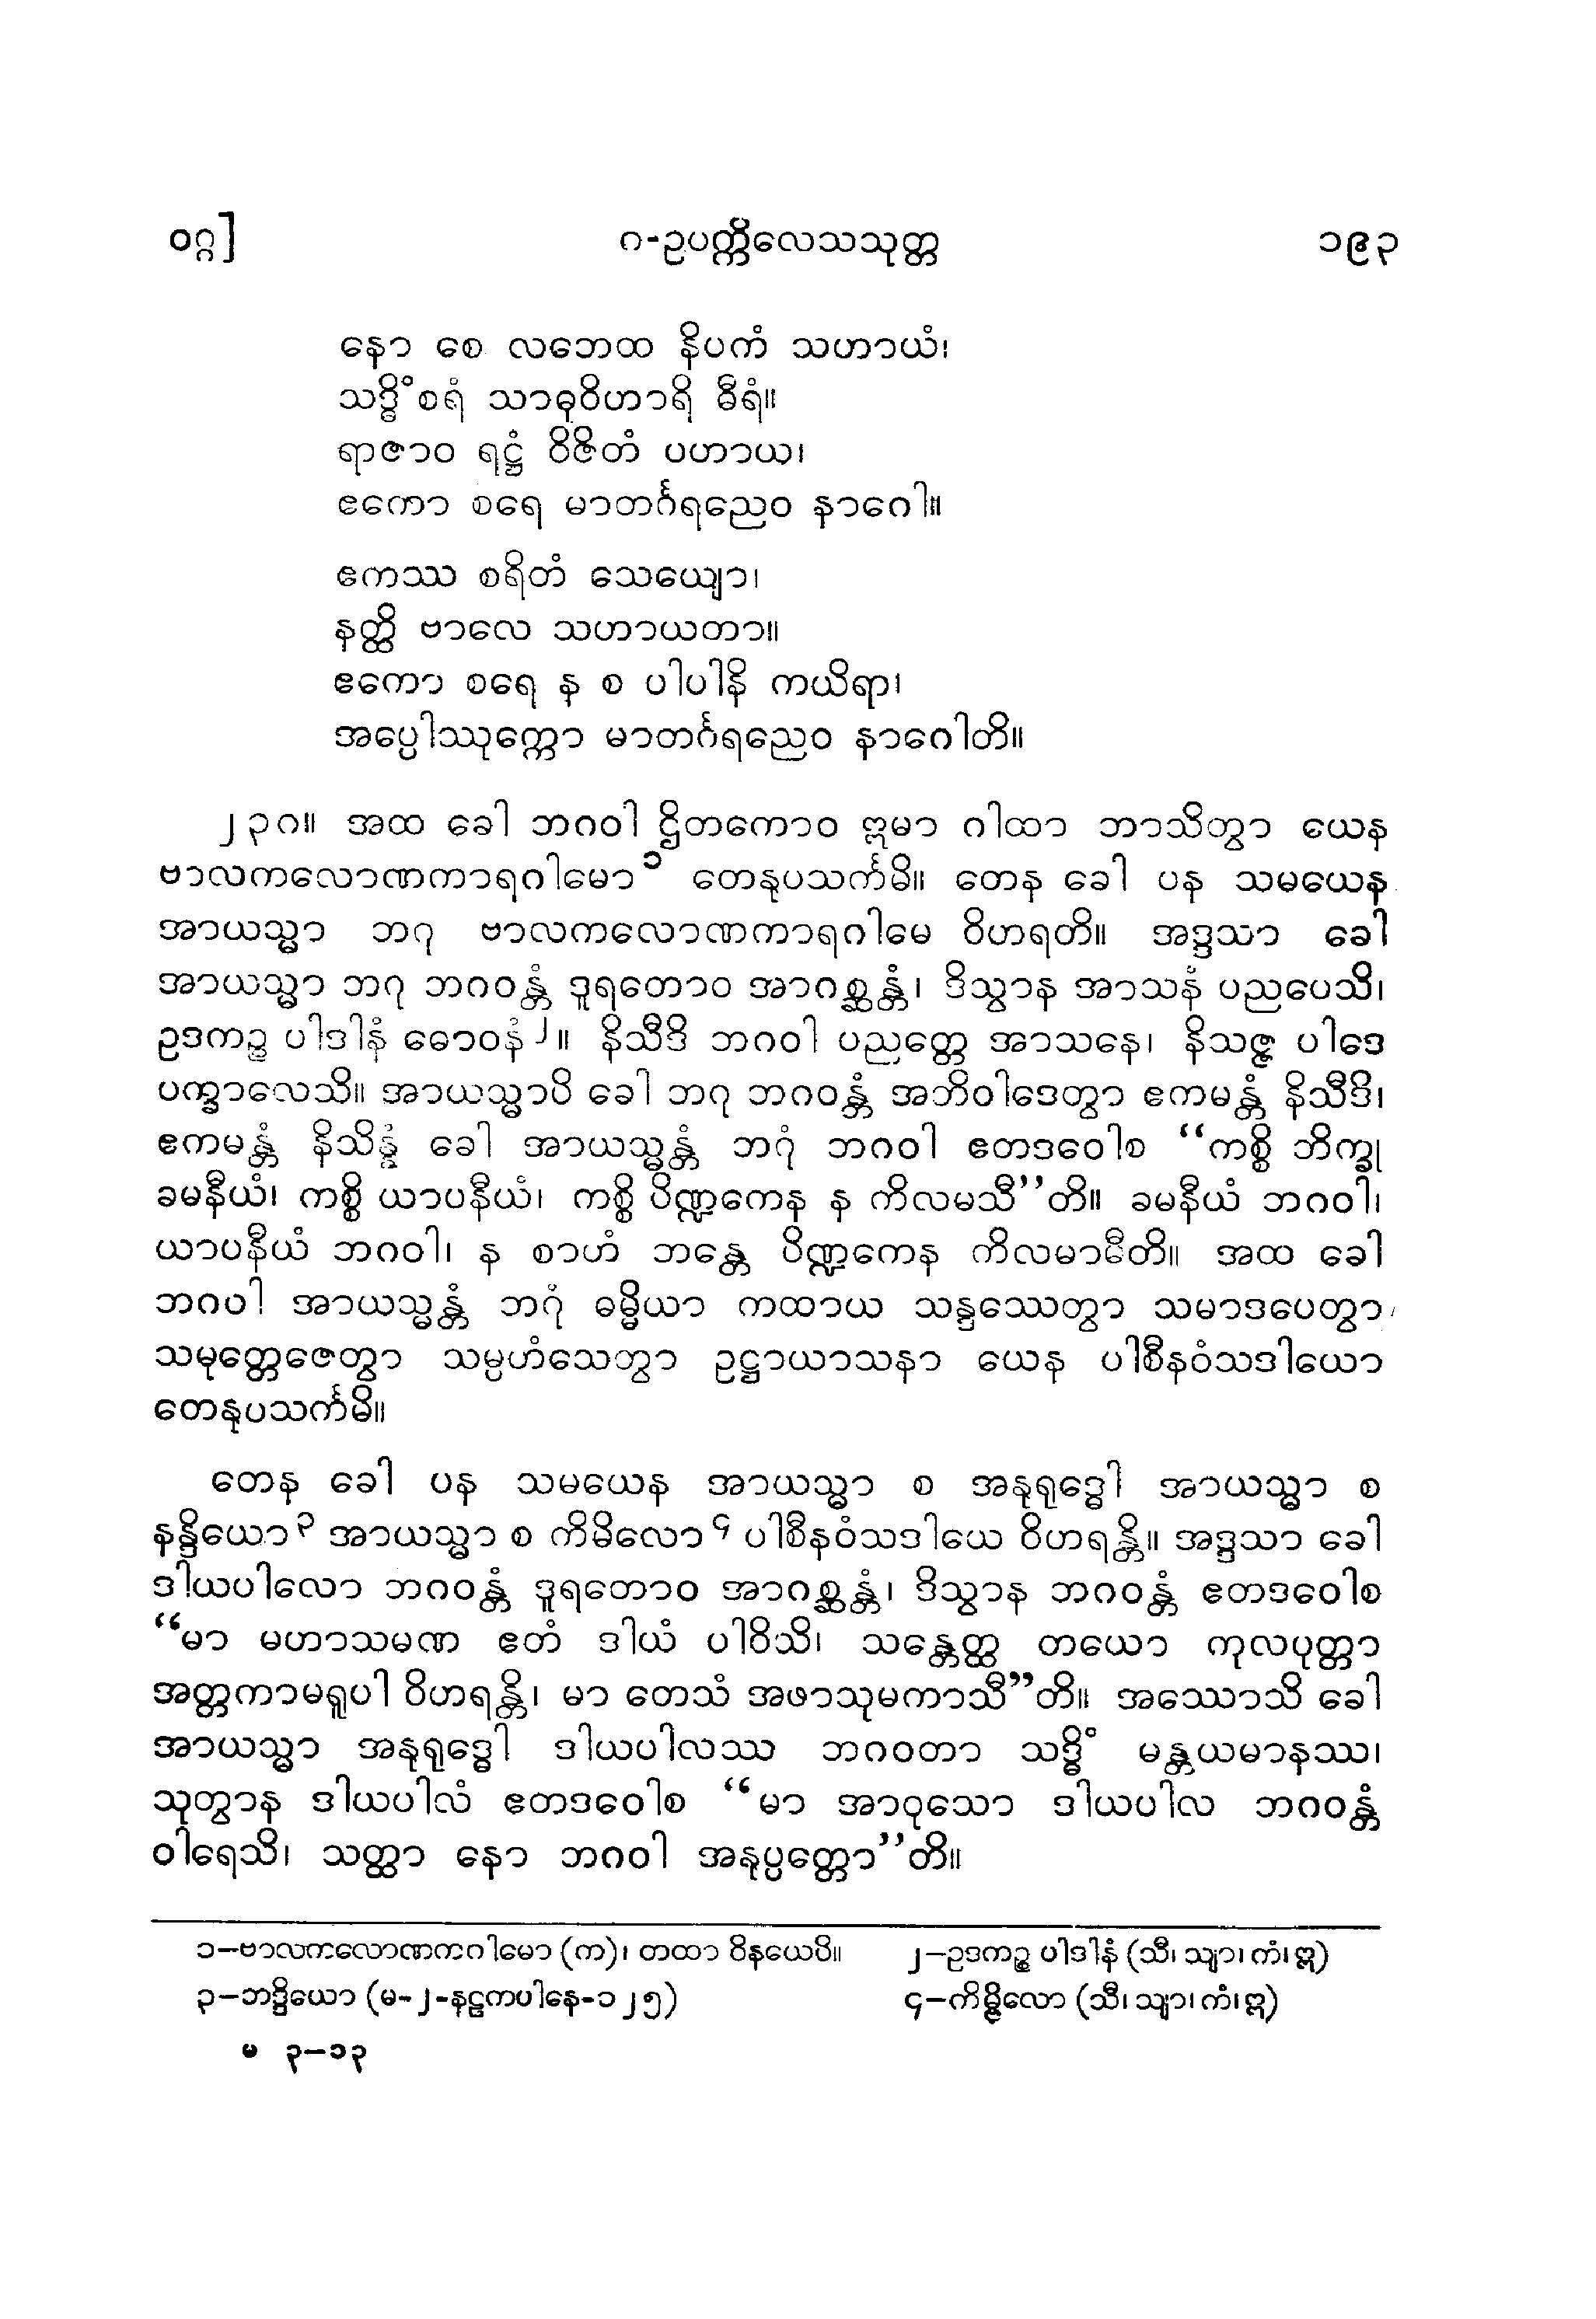 ဝဂ္ဂ] ဂ-ဥပက္ကိလေသသုတ္တ ၁၉၃
နော စေ လဘေထ နိပကံ သဟာယံ၊
သဒ္ဓိံ စရံ သာဓုဝိဟာရိ ဓီရံ။
ရာဇာဝ ရဋ္ဌံ ဝိဇိတံ ပဟာယ၊
ဧကော စရေ မာတင်္ဂရညေဝ နာဂေါ။
ဧကဿ စရိတံ သေယျော၊
နတ္ထိ ဗာလေ သဟာယတာ။
ဧကော စရေ န စ ပါပါနိ ကယိရာ၊
အပ္ပေါဿုက္ကော မာတင်္ဂရညေဝ နာဂေါတိ။
၂၃၈။ အထ ခေါ ဘဂဝါ ဌိတကောဝ ဣမာ ဂါထာ ဘာသိတွာ ယေန
ဗာလကလောဏကာရဂါမော<sup>၁</sup> တေနုပသင်္ကမိ။ တေန ခေါ ပန သမယေန
အာယသ္မာ ဘဂု ဗာလကလောဏကာရဂါမေ ဝိဟရတိ။ အဒ္ဒသာ ခေါ
အာယသ္မာ ဘဂု ဘဂဝန္တံ ဒူရတောဝ အာဂစ္ဆန္တံ၊ ဒိသွာန အာသနံ ပညပေသိ၊
ဥဒကဉ္စ ပါဒါနံ ဓောဝနံ<sup>၂</sup>။ နိသီဒိ ဘဂဝါ ပညတ္တေ အာသနေ၊ နိသဇ္ဇ ပါဒေ
ပက္ခာလေသိ။ အာယသ္မာပိ ခေါ ဘဂု ဘဂဝန္တံ အဘိဝါဒေတွာ ဧကမန္တံ နိသီဒိ၊
ဧကမန္တံ နိသိန္နံ ခေါ အာယသ္မန္တံ ဘဂုံ ဘဂဝါ ဧတဒဝေါစ “ကစ္စိ ဘိက္ခု
ခမနီယံ၊ ကစ္စိ ယာပနီယံ၊ ကစ္စိ ပိဏ္ဍကေန န ကိလမသီ”တိ။ ခမနီယံ ဘဂဝါ၊
ယာပနီယံ ဘဂဝါ၊ န စာဟံ ဘန္တေ ပိဏ္ဍကေန ကိလမာမီတိ။ အထ ခေါ
ဘဂဝါ အာယသ္မန္တံ ဘဂုံ ဓမ္မိယာ ကထာယ သန္ဒဿေတွာ သမာဒပေတွာ
သမုတ္တေဇေတွာ သမ္ပဟံသေတွာ ဥဋ္ဌာယာသနာ ယေန ပါစီနဝံသဒါယော
တေနုပသင်္ကမိ။
တေန ခေါ ပန သမယေန အာယသ္မာ စ အနုရုဒ္ဓေါ အာယသ္မာ စ
နန္ဒိယော<sup>၃</sup> အာယသ္မာ စ ကိမိလော<sup>၄</sup> ပါစီနဝံသဒါယေ ဝိဟရန္တိ။ အဒ္ဒသာ ခေါ
ဒါယပါလော ဘဂဝန္တံ ဒူရတောဝ အာဂစ္ဆန္တံ၊ ဒိသွာန ဘဂဝန္တံ ဧတဒဝေါစ
“မာ မဟာသမဏ ဧတံ ဒါယံ ပါဝိသိ၊ သန္တေတ္ထ တယော ကုလပုတ္တာ
အတ္တကာမရူပါ ဝိဟရန္တိ၊ မာ တေသံ အဖာသုမကာသီ”တိ။ အဿောသိ ခေါ
အာယသ္မာ အနုရုဒ္ဓေါ ဒါယပါလဿ ဘဂဝတာ သဒ္ဓိံ မန္တယမာနဿ၊
သုတွာန ဒါယပါလံ ဧတဒဝေါစ “မာ အာဝုသော ဒါယပါလ ဘဂဝန္တံ
ဝါရေသိ၊ သတ္ထာ နော ဘဂဝါ အနုပ္ပတ္တော”တိ။
၁–ဗာလကလောဏကဂါမော (က)၊ တထာ ဝိနယေပိ။ ၂–ဥဒကဉ္စ ပါဒါနံ (သီ၊ သျာ၊ ကံ၊ ဣ)
၃–ဘဒ္ဒိယော (မ-၂-နဠကပါနေ-၁၂၅) ၄–ကိမ္ဗိလော (သီ၊ သျာ၊ ကံ၊ ဣ)
မ ၃–၁၃